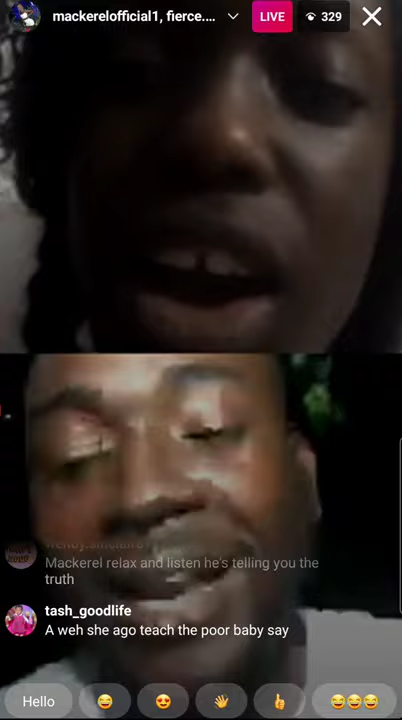 mackerelofficial1, fierce....
LIVE
329
Mackerel relax and listen he's telling you the
truth
tash_goodlife
A weh she ago teach the poor baby say
Hello